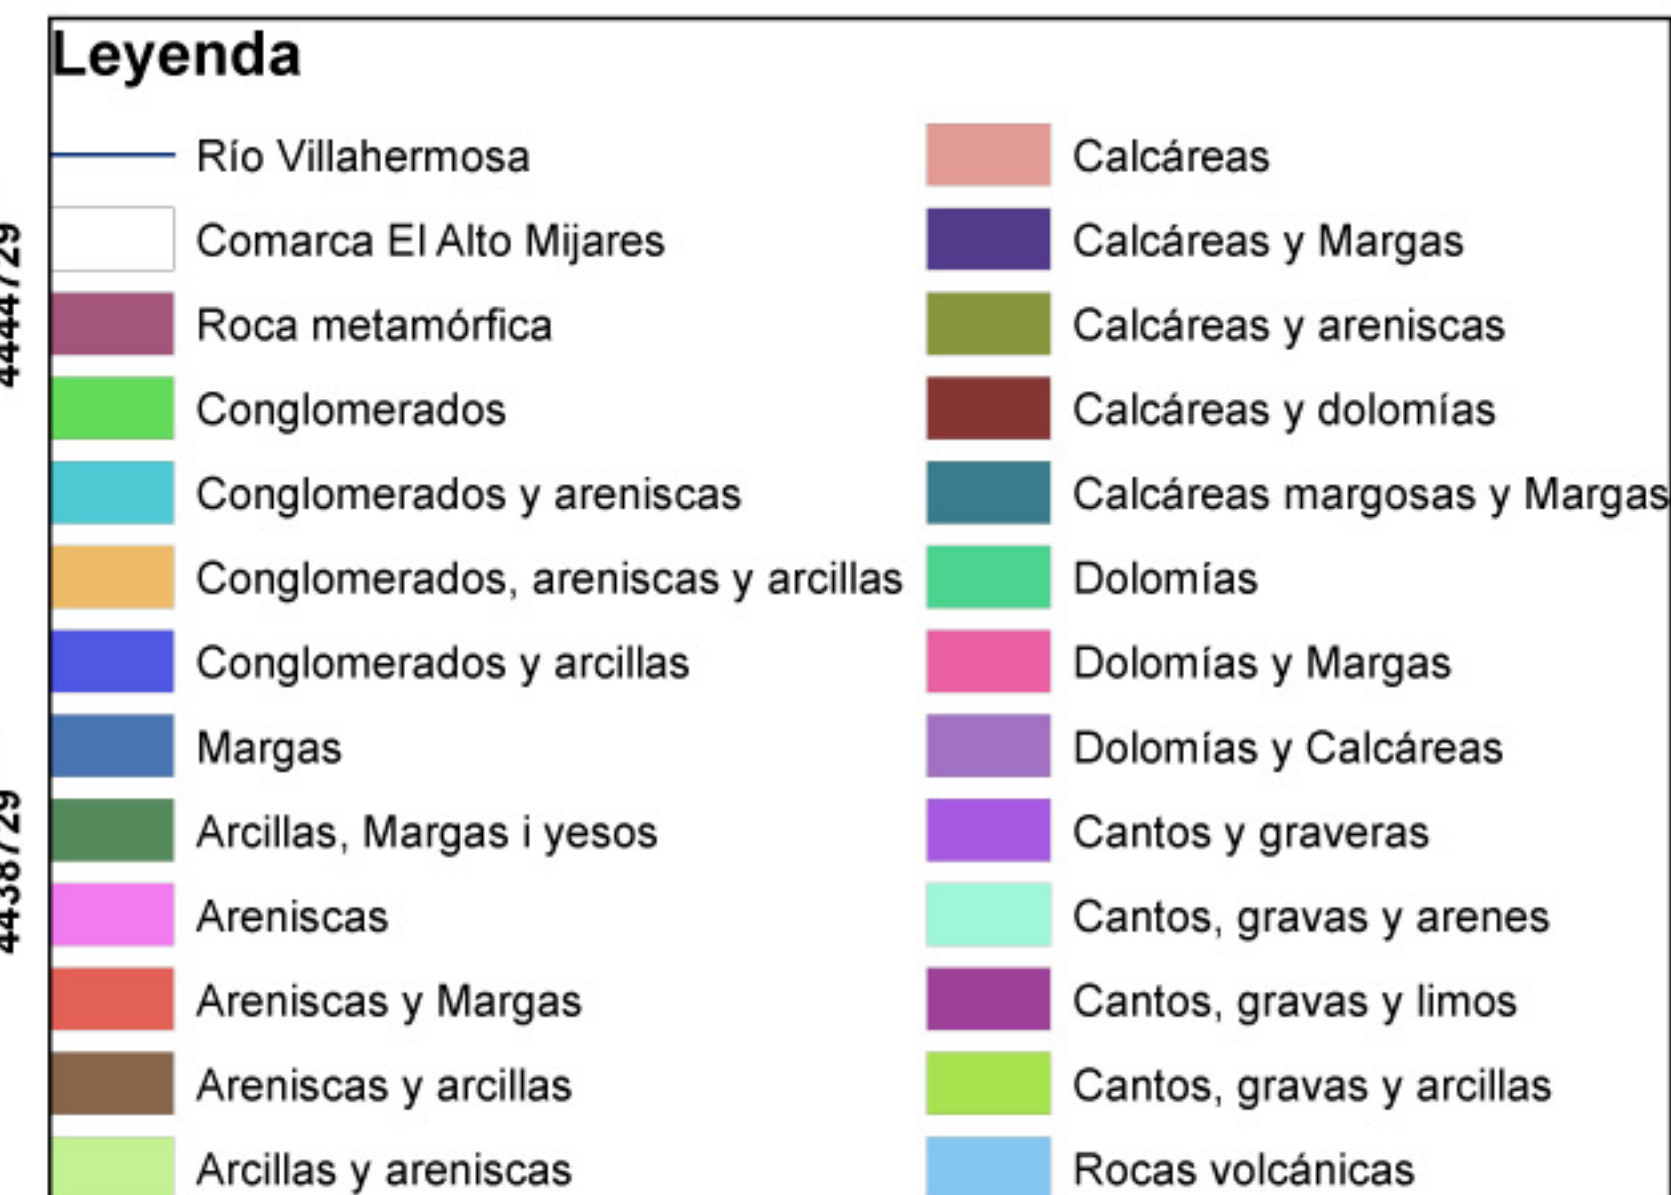 Leyenda
Río Villahermosa
Comarca El Alto Mijares
Roca metamórfica
Conglomerados
Conglomerados y areniscas
Conglomerados, areniscas y arcillas
Conglomerados y arcillas
Margas
Arcillas, Margas i yesos
Areniscas
Areniscas y Margas
Areniscas y arcillas
Arcillas y areniscas
Calcáreas
Calcáreas y Margas
Calcáreas y areniscas
Calcáreas y dolomías
Calcáreas margosas y Margas
Dolomías
Dolomías y Margas
Dolomías y Calcáreas
Cantos y graveras
Cantos, gravas y arenes
Cantos, gravas y limos
Cantos, gravas y arcillas
Rocas volcánicas
4444729
4438729